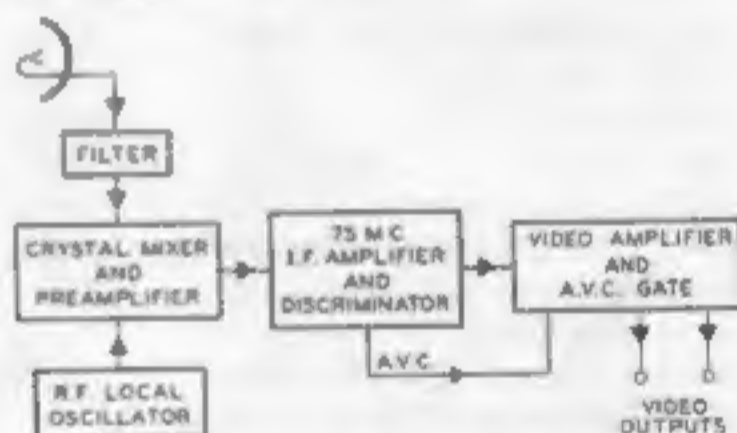 FILTER
CRYSTAL MIXER
AND
PREAMPLIFIER
R.F. LOCAL
OSCILLATOR
75 MC
I.F. AMPLIFIER
AND
DISCRIMINATOR
A.V.C.
VIDEO AMPLIFIER
AND
A.V.C. GATE
VIDEO
OUTPUTS